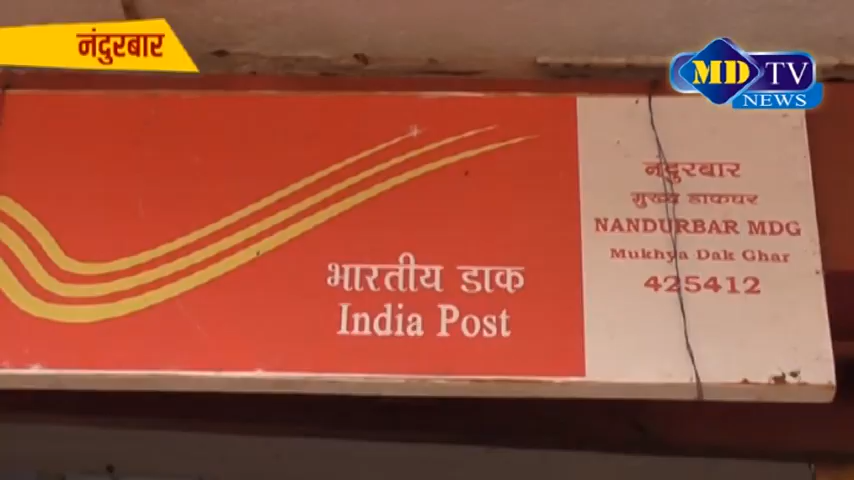 नंदुरबार
MD TV
NEWS
भारतीय डाक
India Post
नंदुरबार
मुख्य डाकघर
NANDURBAR MDG
Mukhya Dak Ghar
425412